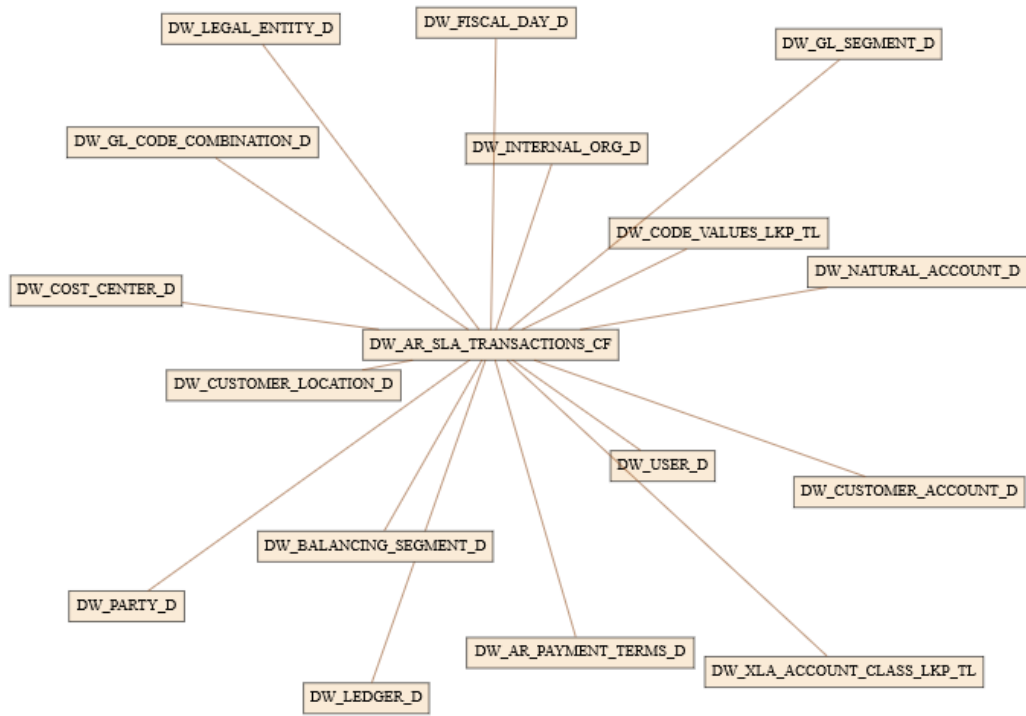 DW_LEGAL_ENTITY_D
DW_FISCAL_DAY_D
DW_GL_SEGMENT_D
DW_GL_CODE_COMBINATION_D
DW_INTERNAL_ORG_D
DW_CODE_VALUES_LKP_TL
DW_NATURAL_ACCOUNT_D
DW_COST_CENTER_D
DW_AR_SLA_TRANSACTIONS_CF
DW_CUSTOMER_LOCATION_D
DW_USER_D
DW_CUSTOMER_ACCOUNT_D
DW_BALANCING_SEGMENT_D
DW_PARTY_D
DW_AR_PAYMENT_TERMS_D
DW_XLA_ACCOUNT_CLASS_LKP_TL
DW_LEDGER_D